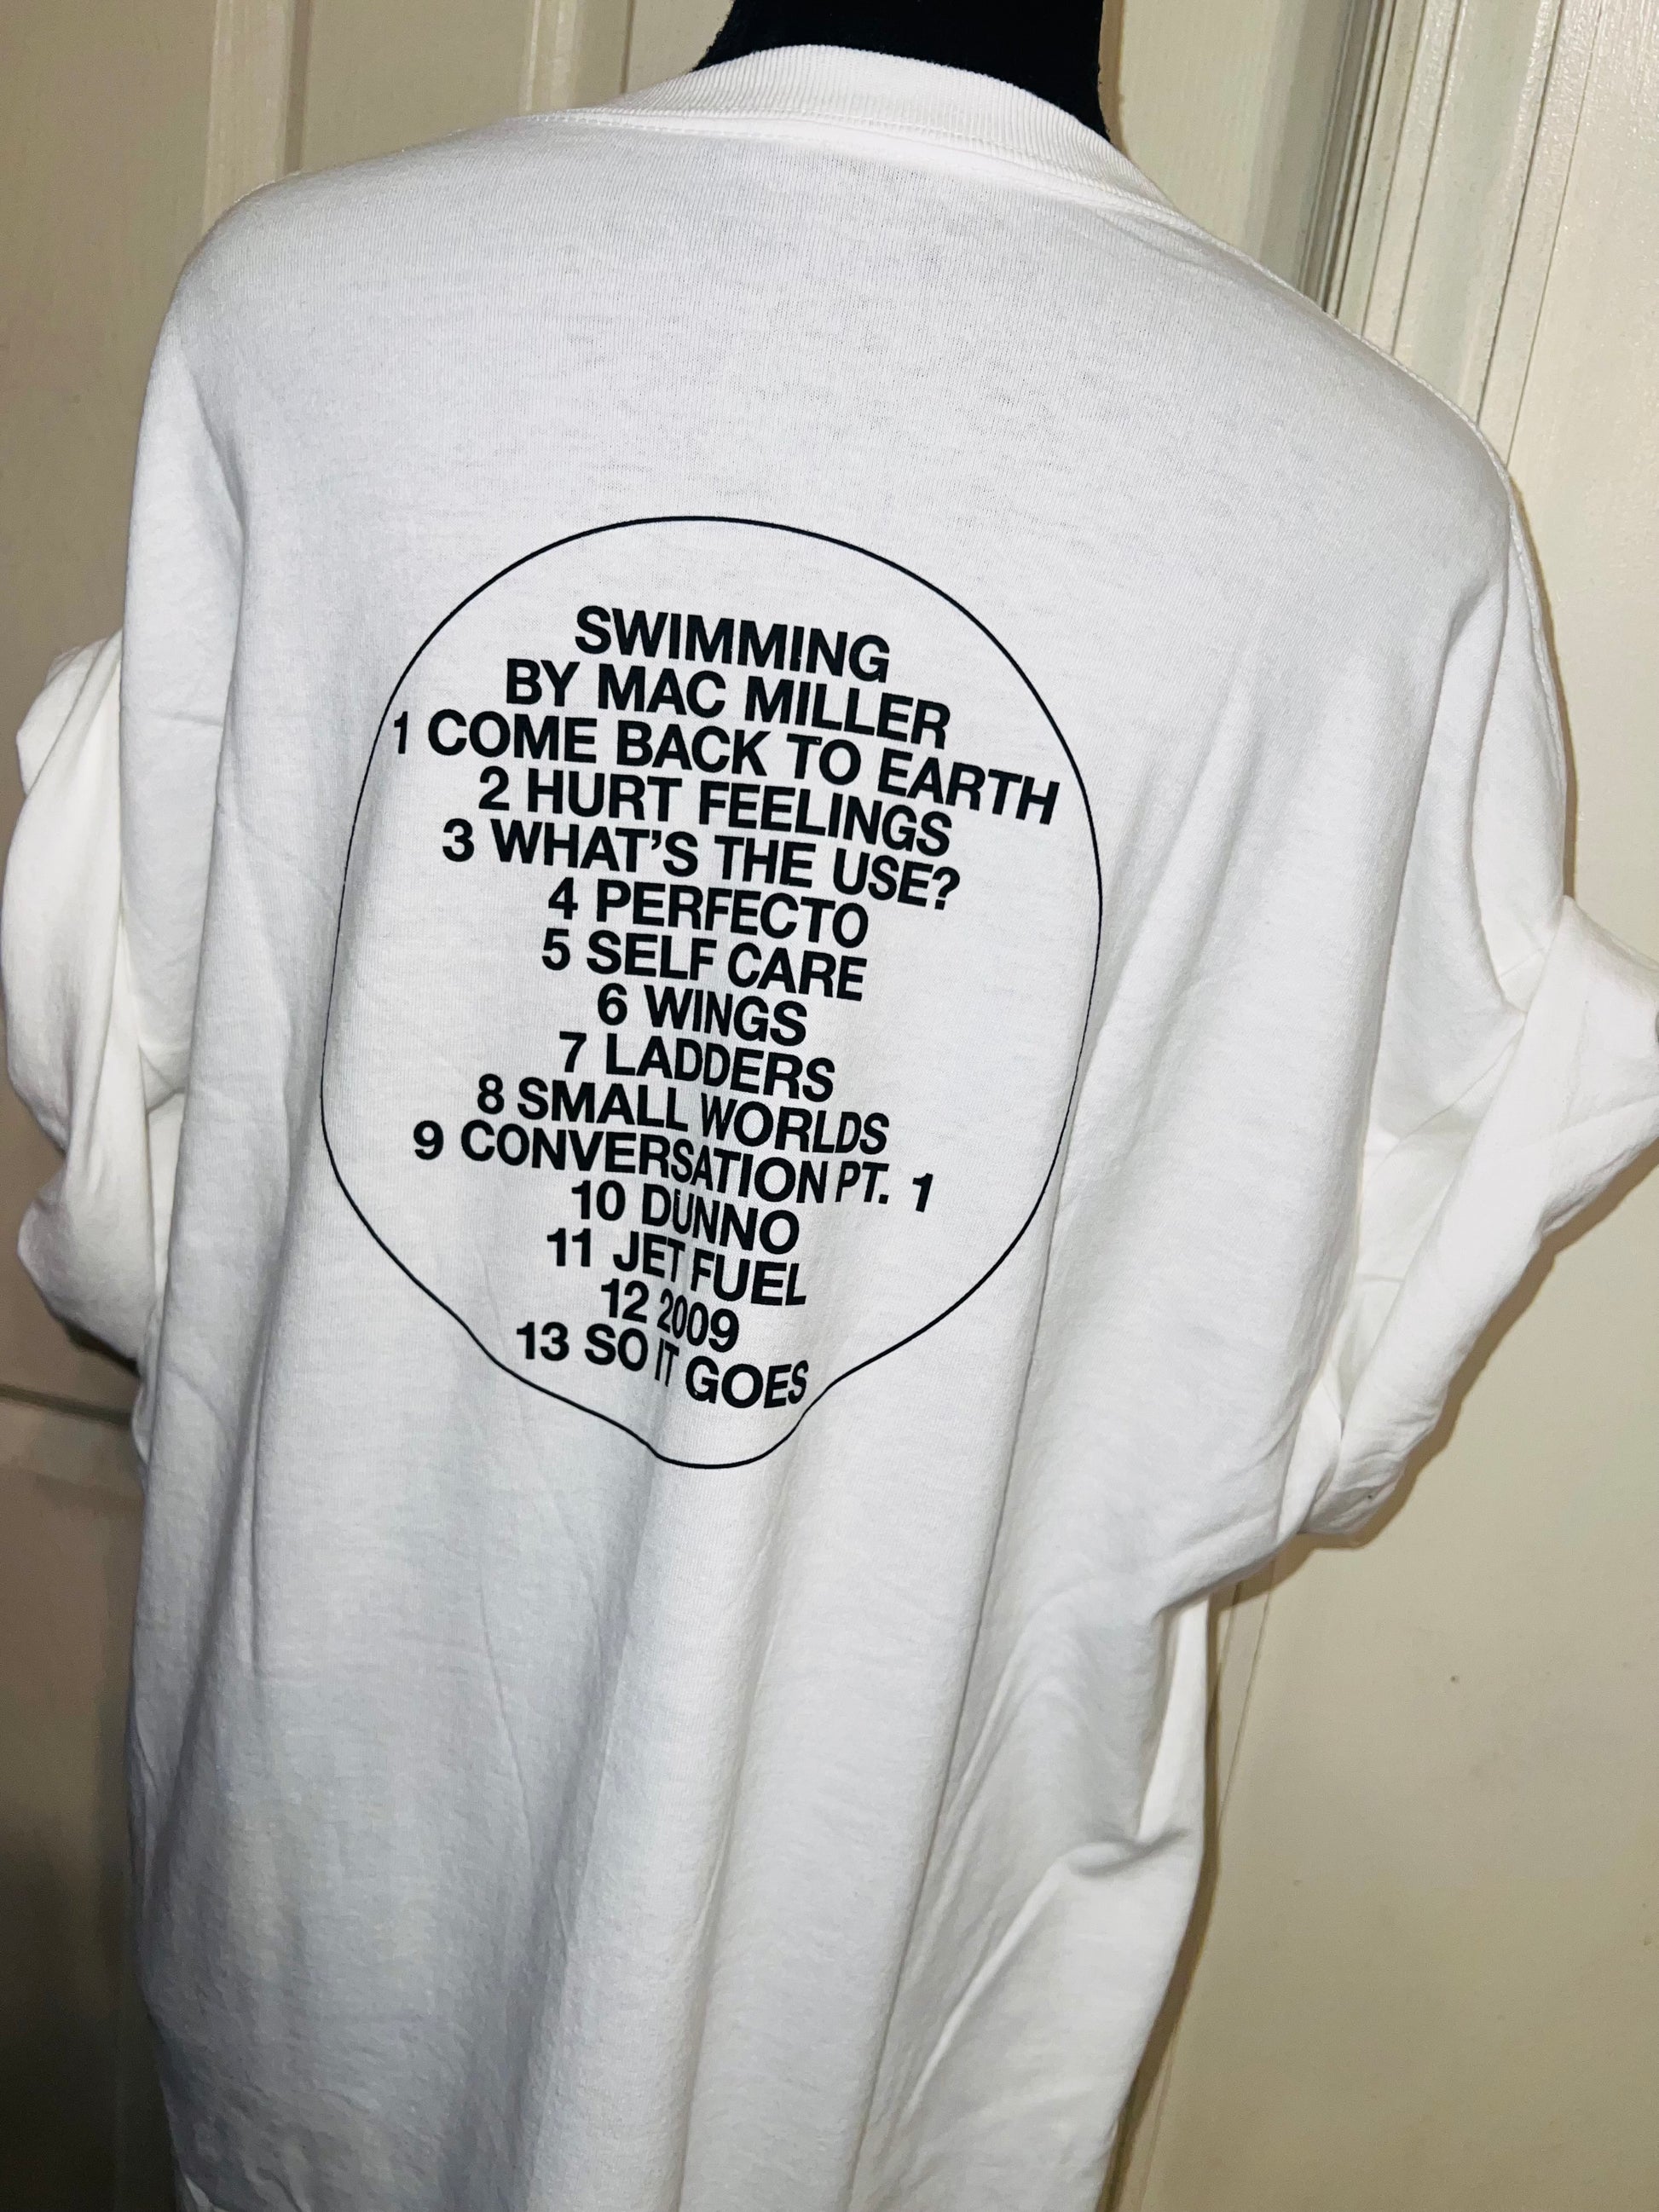 SWIMMING
BY MAC MILLER
1 COME BACK TO EARTH
2 HURT FEELINGS
3 WHAT’S THE USE?
4 PERFECTO
5 SELF CARE
6 WINGS
7 LADDERS
8 SMALL WORLDS
9 CONVERSATION PT. 1
10 DUNNO
11 JET FUEL
12 2009
13 SO IT GOES